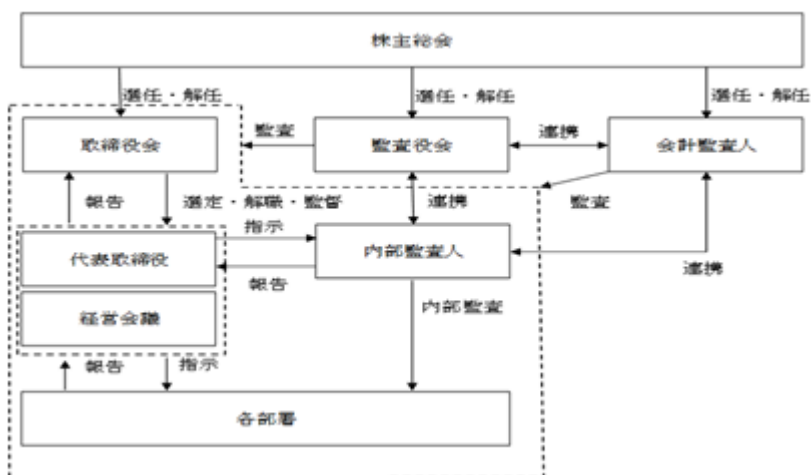 株主総会
選任・解任
選任・解任
選任・解任
取締役会
監査
監査役会
連携
会計監査人
報告
選定・解職・監督
連携
監査
指示
代表取締役
内部監査人
報告
連携
経営会議
内部監査
報告
指示
各部署